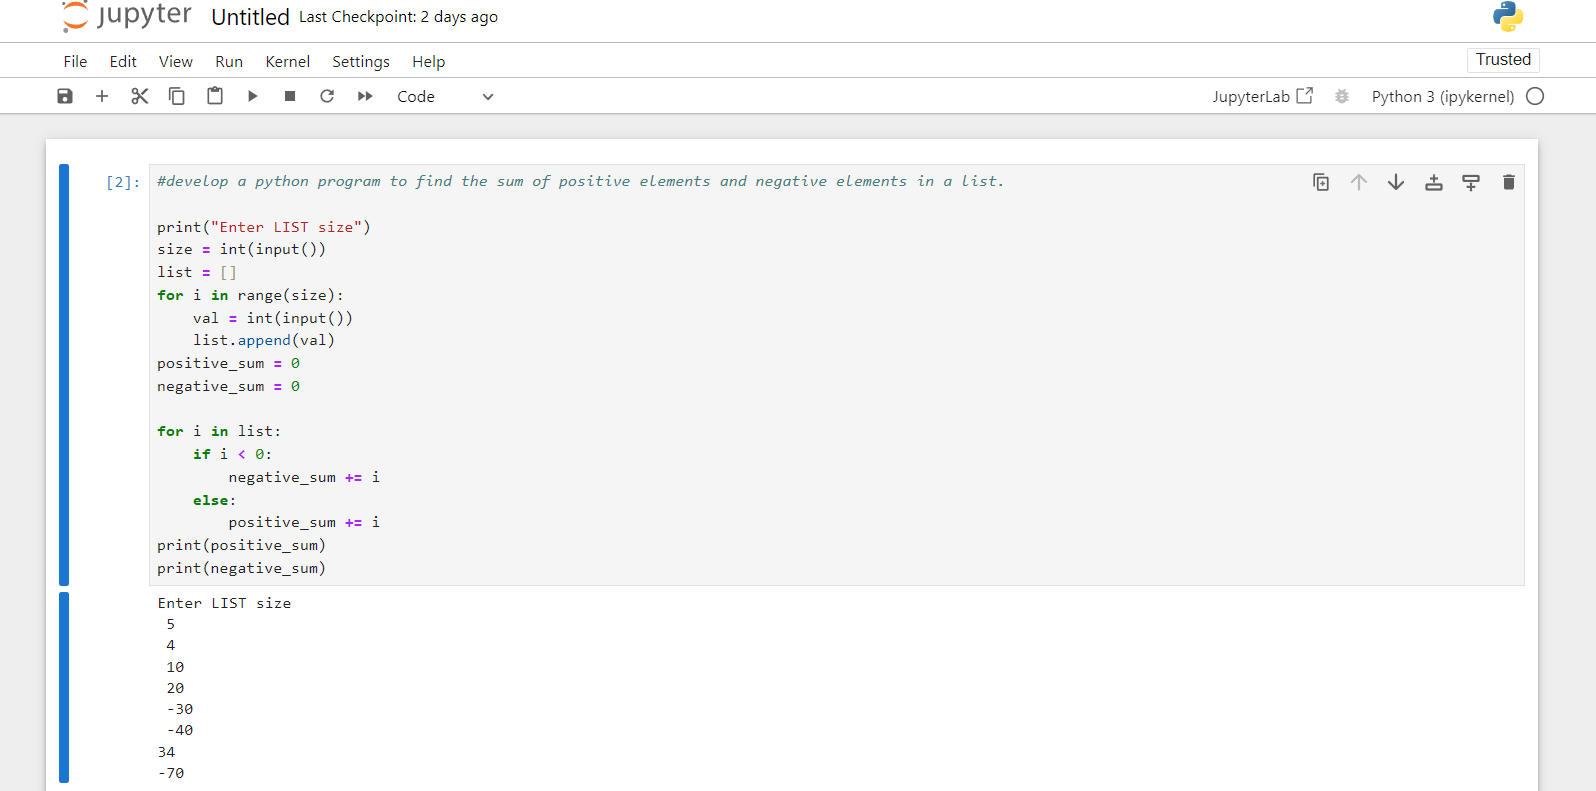 jupyter Untitled Last Checkpoint: 2 days ago
File Edit View Run Kernel Settings Help Trusted
Code JupyterLab Python 3 (ipykernel)
[2]: #develop a python program to find the sum of positive elements and negative elements in a list.
print("Enter LIST size")
size = int(input())
list = []
for i in range(size):
    val = int(input())
    list.append(val)
positive_sum = 0
negative_sum = 0
for i in list:
    if i < 0:
        negative_sum += i
    else:
        positive_sum += i
print(positive_sum)
print(negative_sum)
Enter LIST size
 5
 4
 10
 20
 -30
 -40
34
-70